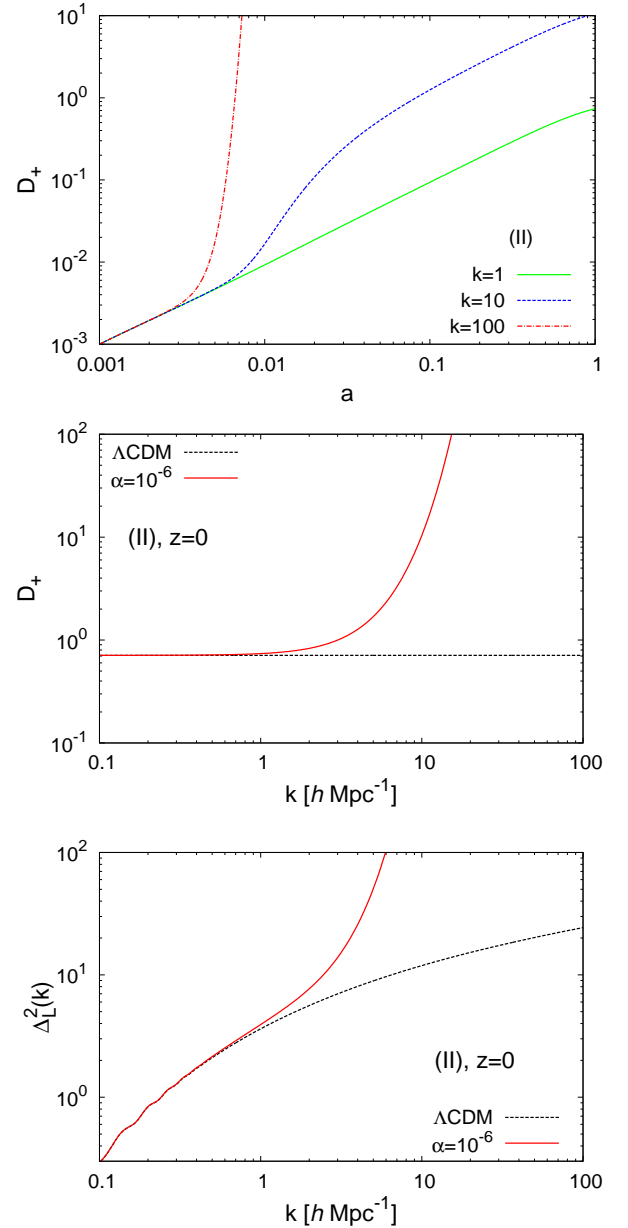 10^1
10^0
D_+
10^-1
10^-2
10^-3
(II)
k=1
k=10
k=100
0.001 0.01 0.1 1
a
10^2
ΛCDM
α=10^-6
10^1
(II), z=0
D_+
10^0
10^-1
0.1 1 10 100
k [h Mpc^-1]
10^2
10^1
Δ_L^2(k)
10^0
(II), z=0
ΛCDM
α=10^-6
0.1 1 10 100
k [h Mpc^-1]